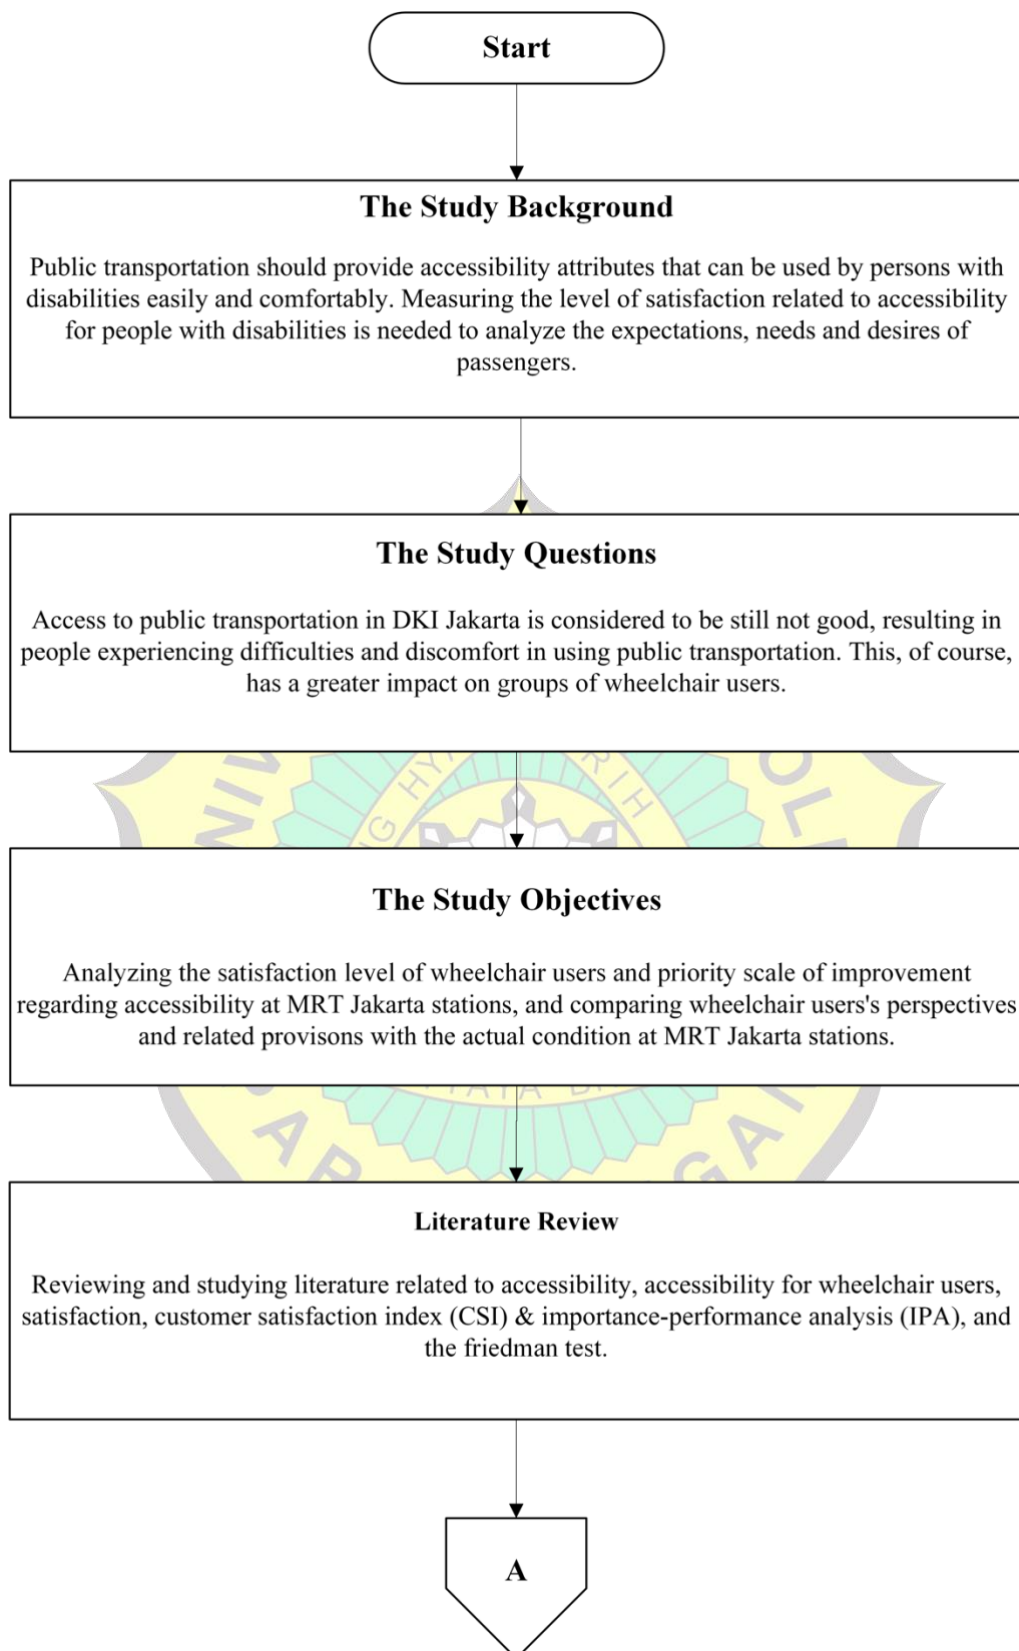 Start
The Study Background
Public transportation should provide accessibility attributes that can be used by persons with
disabilities easily and comfortably. Measuring the level of satisfaction related to accessibility
for people with disabilities is needed to analyze the expectations, needs and desires of
passengers.
The Study Questions
Access to public transportation in DKI Jakarta is considered to be still not good, resulting in
people experiencing difficulties and discomfort in using public transportation. This, of course,
has a greater impact on groups of wheelchair users.
The Study Objectives
Analyzing the satisfaction level of wheelchair users and priority scale of improvement
regarding accessibility at MRT Jakarta stations, and comparing wheelchair users's perspectives
and related provisons with the actual condition at MRT Jakarta stations.
Literature Review
Reviewing and studying literature related to accessibility, accessibility for wheelchair users,
satisfaction, customer satisfaction index (CSI) & importance-performance analysis (IPA), and
the friedman test.
A